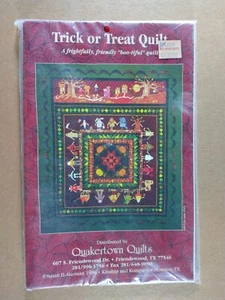 Trick or Treat Quilt
A frightfully, friendly "boo-tiful" quilt
Distributed by
Quakertown Quilts
607 S. Friendswood Dr. • Friendswood, TX 77546
281/996-1756 • Fax 281/648-